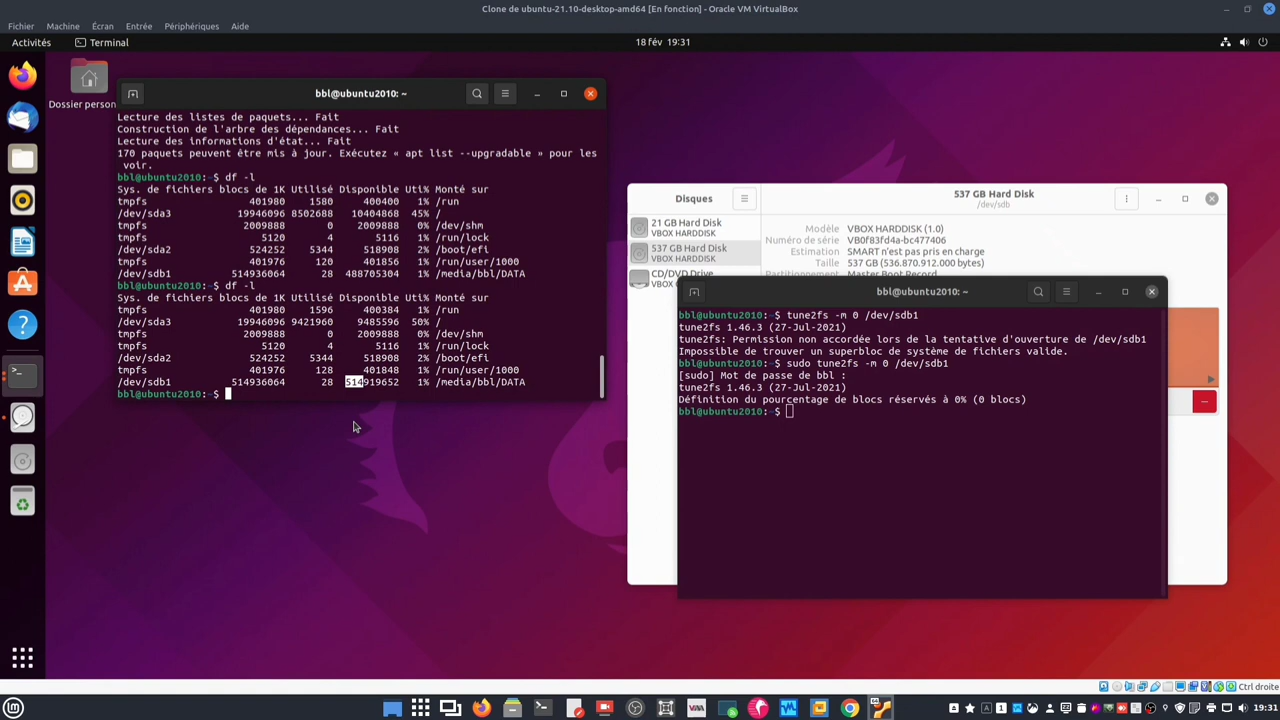 Clone de ubuntu-21.10-desktop-amd64 [En fonction] - Oracle VM VirtualBox
Fichier Machine Écran Entrée Périphériques Aide
Activités Terminal 18 fév 19:31
Dossier person
bbl@ubuntu2010: ~
Lecture des listes de paquets... Fait
Construction de l'arbre des dépendances... Fait
Lecture des informations d'état... Fait
170 paquets peuvent être mis à jour. Exécutez « apt list --upgradable » pour les
 voir.
bbl@ubuntu2010:~$ df -l
Sys. de fichiers blocs de 1K Utilisé Disponible Uti% Monté sur
tmpfs 401980 1580 400400 1% /run
/dev/sda3 19946096 8502688 10404868 45% /
tmpfs 2009888 0 2009888 0% /dev/shm
tmpfs 5120 4 5116 1% /run/lock
/dev/sda2 524252 5344 518908 2% /boot/efi
tmpfs 401976 120 401856 1% /run/user/1000
/dev/sdb1 514936064 28 488705304 1% /media/bbl/DATA
bbl@ubuntu2010:~$ df -l
Sys. de fichiers blocs de 1K Utilisé Disponible Uti% Monté sur
tmpfs 401980 1596 400384 1% /run
/dev/sda3 19946096 9421960 9485596 50% /
tmpfs 2009888 0 2009888 0% /dev/shm
tmpfs 5120 4 5116 1% /run/lock
/dev/sda2 524252 5344 518908 2% /boot/efi
tmpfs 401976 128 401848 1% /run/user/1000
/dev/sdb1 514936064 28 514919652 1% /media/bbl/DATA
bbl@ubuntu2010:~$
Disques
21 GB Hard Disk
VBOX HARDDISK
537 GB Hard Disk
VBOX HARDDISK
CD/DVD Drive
VBOX
537 GB Hard Disk
/dev/sdb
Modèle VBOX HARDDISK (1.0)
Numéro de série VB0f83fd4a-bc477406
Estimation SMART n'est pas pris en charge
Taille 537 GB (536.870.912.000 bytes)
Partitionnement Master Boot Record
bbl@ubuntu2010: ~
bbl@ubuntu2010:~$ tune2fs -m 0 /dev/sdb1
tune2fs 1.46.3 (27-Jul-2021)
tune2fs: Permission non accordée lors de la tentative d'ouverture de /dev/sdb1
Impossible de trouver un superbloc de système de fichiers valide.
bbl@ubuntu2010:~$ sudo tune2fs -m 0 /dev/sdb1
[sudo] Mot de passe de bbl :
tune2fs 1.46.3 (27-Jul-2021)
Définition du pourcentage de blocs réservés à 0% (0 blocs)
bbl@ubuntu2010:~$
Ctrl droite
19:31